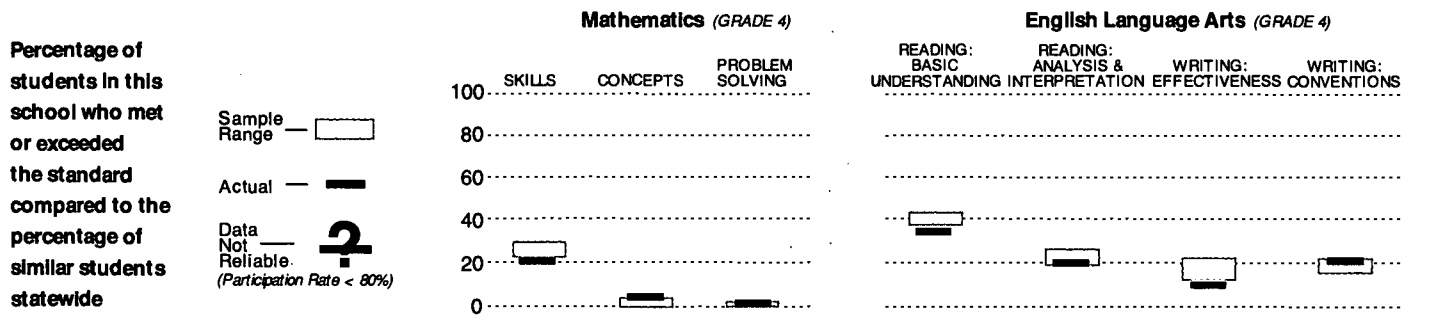 Mathematics (GRADE 4)
English Language Arts (GRADE 4)
Percentage of
students in this
school who met
or exceeded
the standard
compared to the
percentage of
similar students
statewide
Sample
Range
Actual
Data
Not
Reliable
(Participation Rate < 80%)
?
SKILLS
CONCEPTS
PROBLEM
SOLVING
READING:
BASIC
UNDERSTANDING
READING:
ANALYSIS &
INTERPRETATION
WRITING:
EFFECTIVENESS
WRITING:
CONVENTIONS
100
80
60
40
20
0